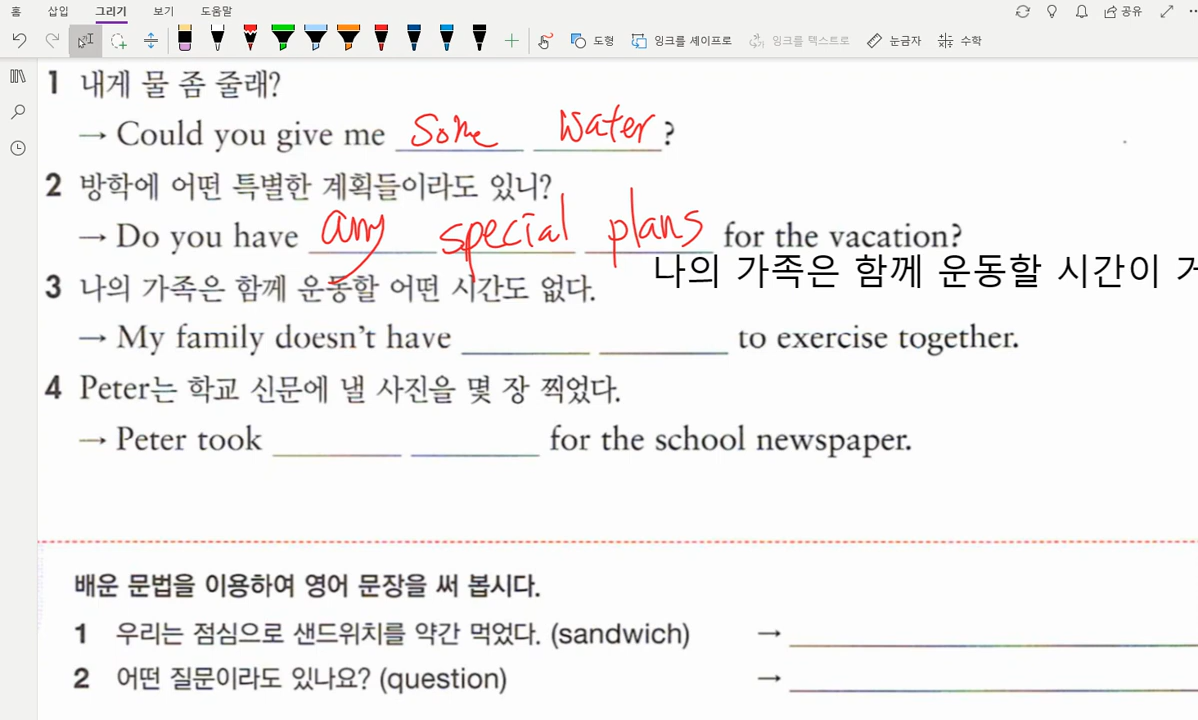 홈 삽입 그리기 보기 도움말 공유
도형 잉크를 셰이프로 잉크를 텍스트로 눈금자 수학
1 내게 물 좀 줄래?
→ Could you give me some water ?
2 방학에 어떤 특별한 계획들이라도 있니?
→ Do you have any special plans for the vacation?
나의 가족은 함께 운동할 시간이
3 나의 가족은 함께 운동할 어떤 시간도 없다.
→ My family doesn't have ______ ______ to exercise together.
4 Peter는 학교 신문에 낼 사진을 몇 장 찍었다.
→ Peter took ______ ______ for the school newspaper.
배운 문법을 이용하여 영어 문장을 써 봅시다.
1 우리는 점심으로 샌드위치를 약간 먹었다. (sandwich) →
2 어떤 질문이라도 있나요? (question) →